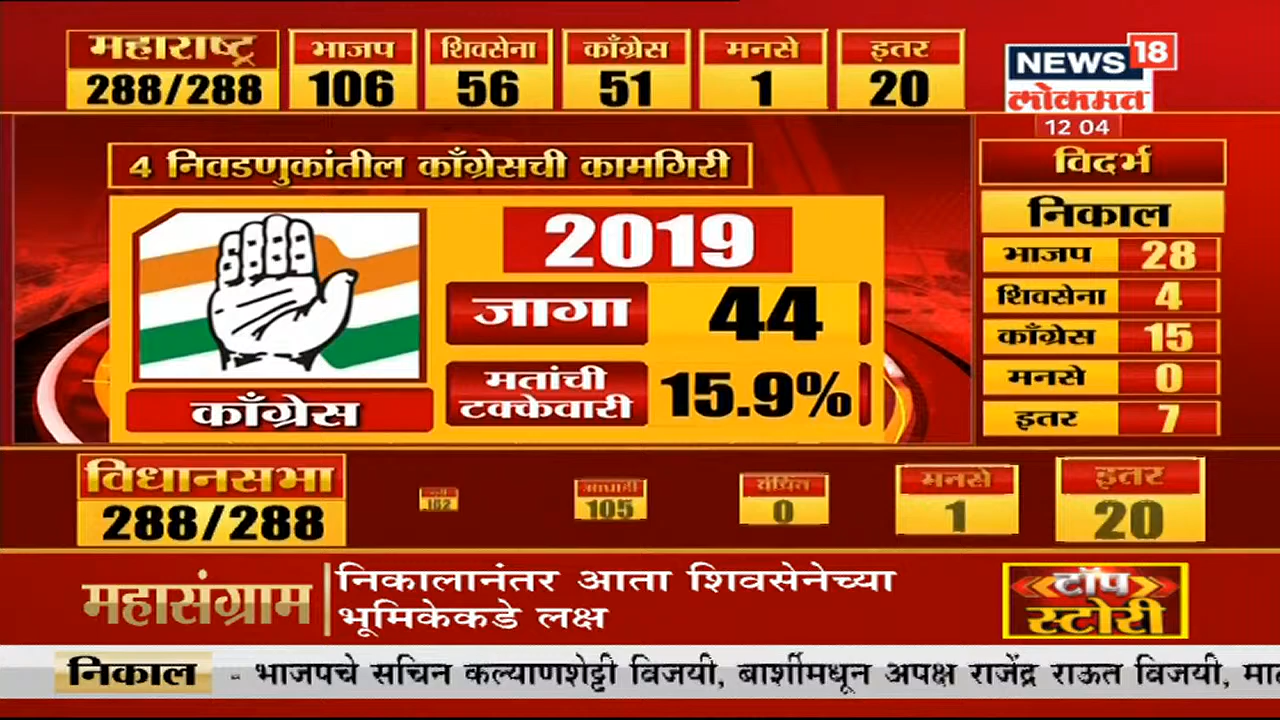 महाराष्ट्र भाजप शिवसेना काँग्रेस मनसे इतर
288/288 106 56 51 1 20
NEWS 18
लोकमत
12 04
4 निवडणुकांतील काँग्रेसची कामगिरी
2019
जागा 44
मतांची टक्केवारी 15.9%
काँग्रेस
विदर्भ
निकाल
भाजप 28
शिवसेना 4
काँग्रेस 15
मनसे 0
इतर 7
विधानसभा वंचित मनसे इतर
288/288 162 105 0 1 20
महासंग्राम
निकालानंतर आता शिवसेनेच्या
भूमिकेकडे लक्ष
टॉप
स्टोरी
निकाल - भाजपचे सचिन कल्याणशेट्टी विजयी, बार्शीमधून अपक्ष राजेंद्र राऊत विजयी,